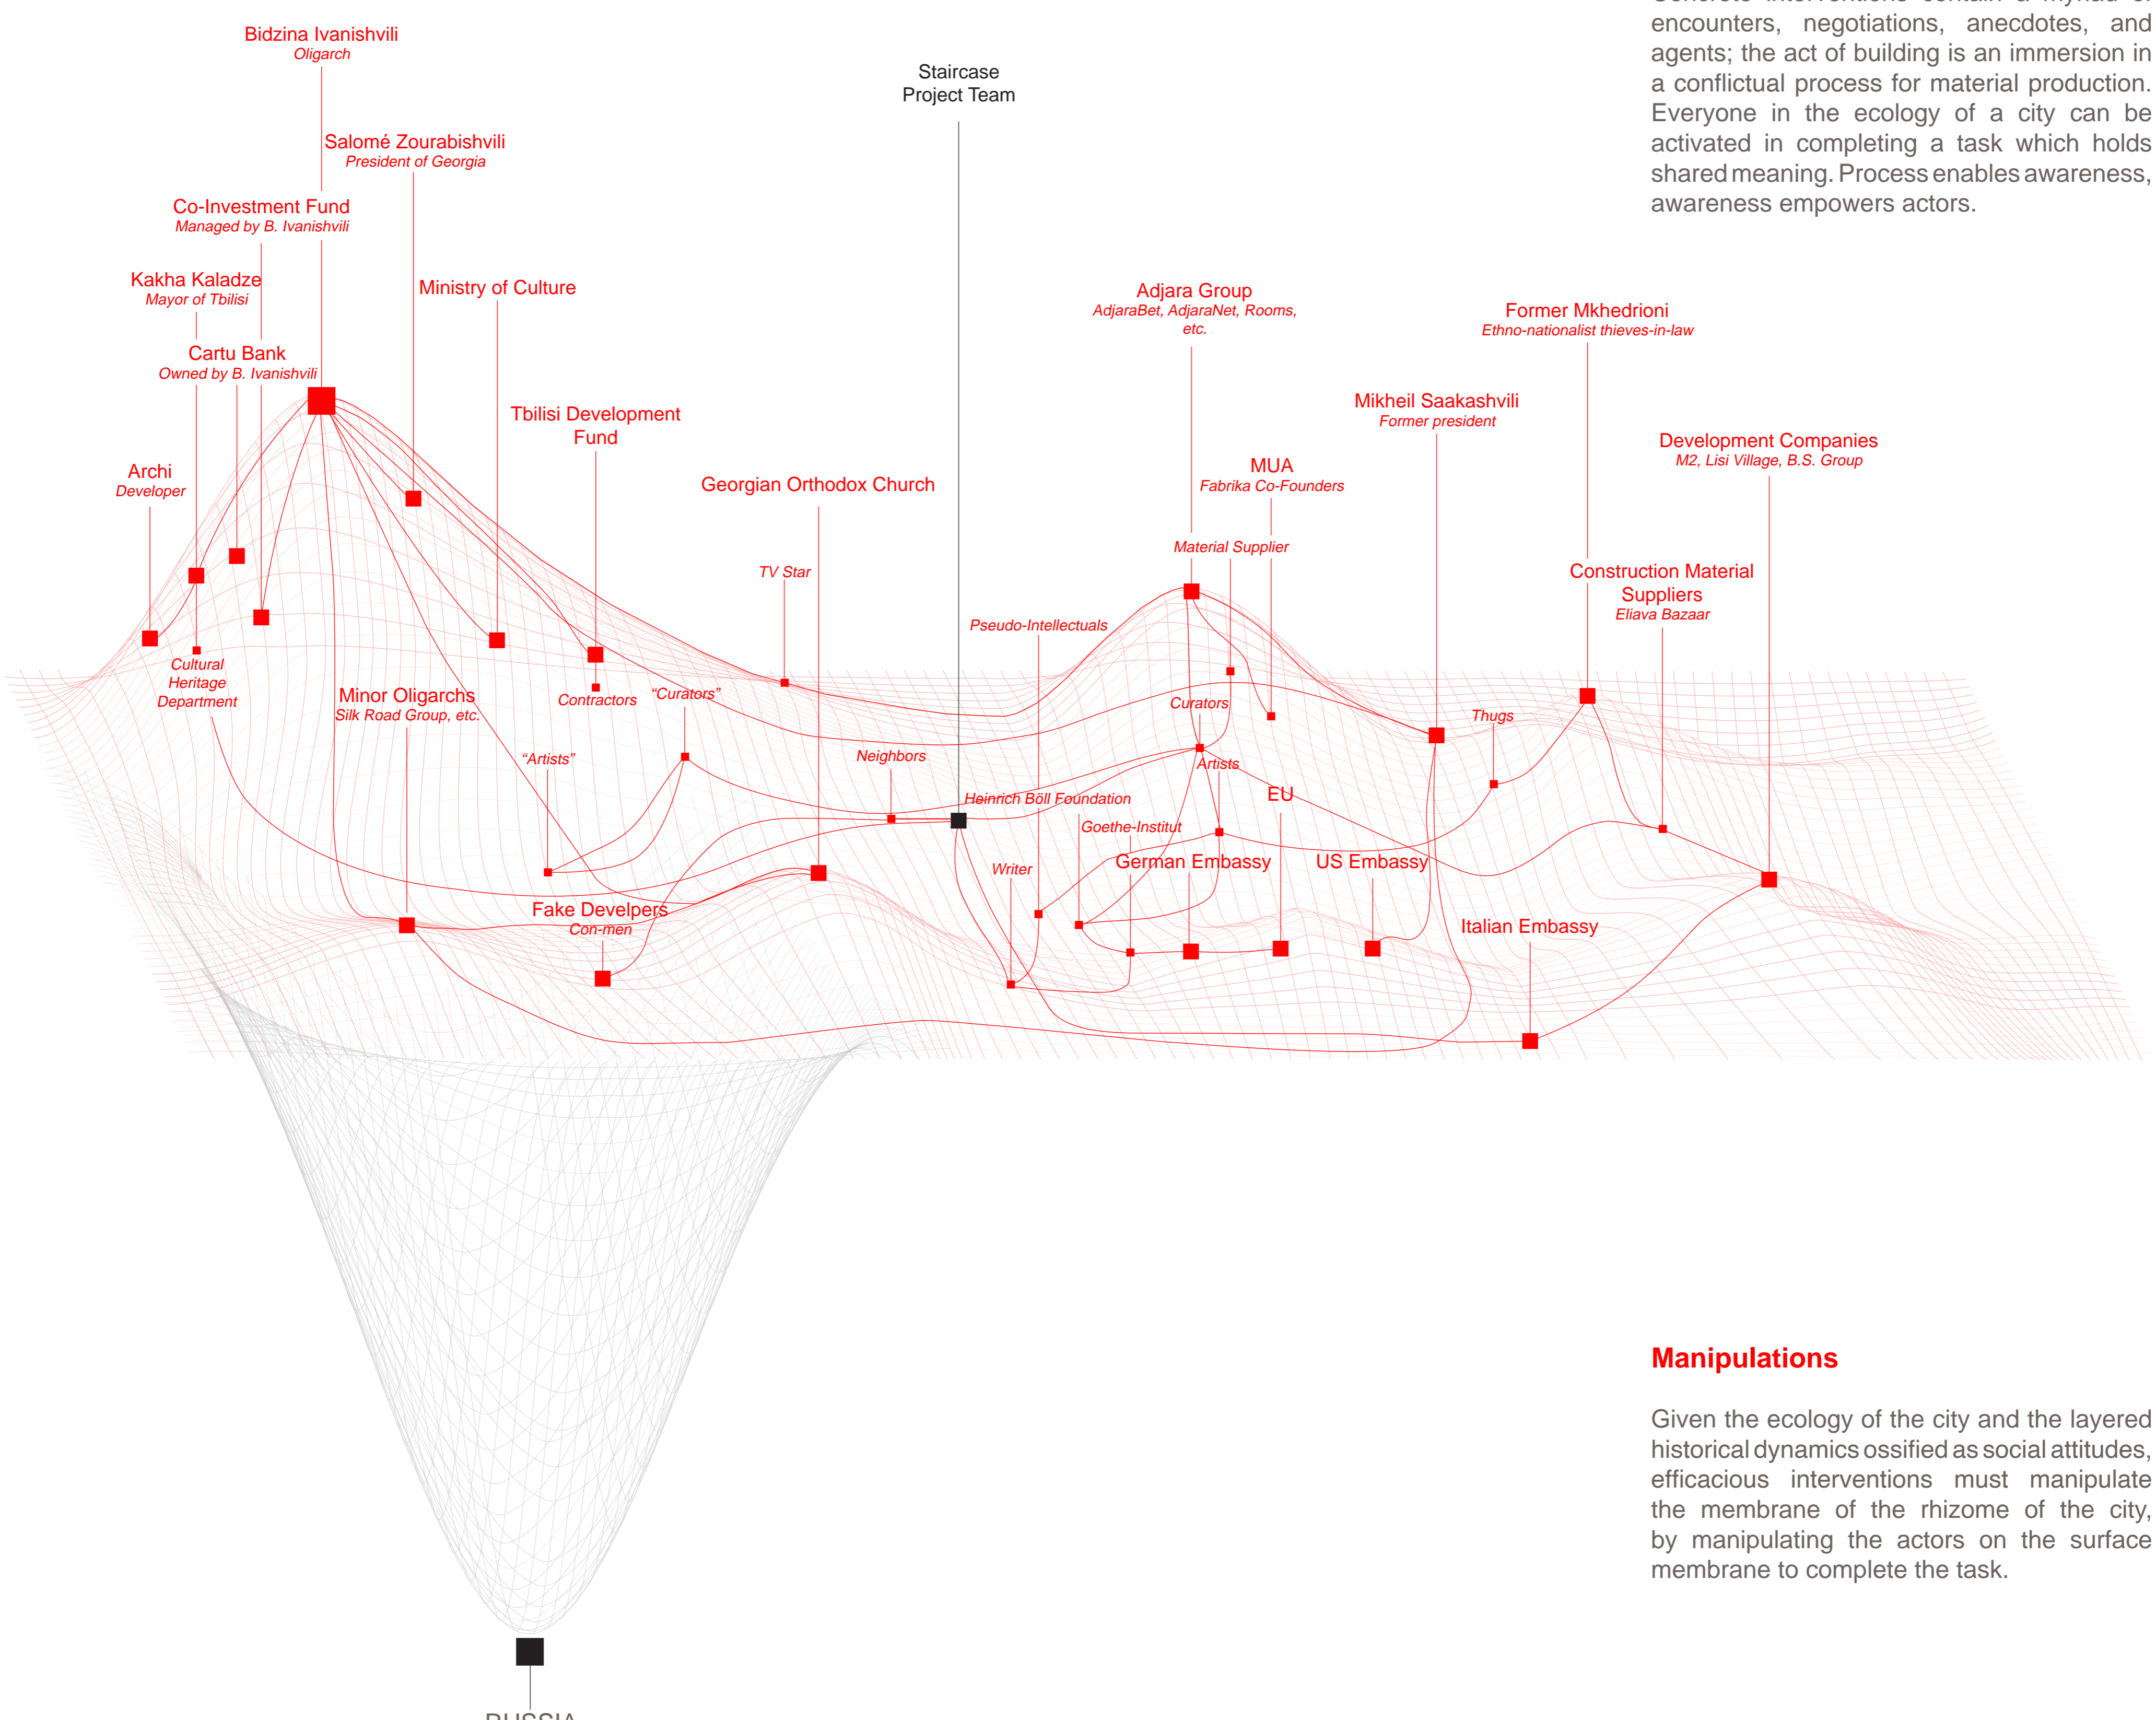 Concrete interventions contain a myriad of
encounters, negotiations, anecdotes, and
agents; the act of building is an immersion in
a conflictual process for material production.
Everyone in the ecology of a city can be
activated in completing a task which holds
shared meaning. Process enables awareness,
awareness empowers actors.
Bidzina Ivanishvili
Oligarch
Staircase
Project Team
Salomé Zourabishvili
President of Georgia
Co-Investment Fund
Managed by B. Ivanishvili
Kakha Kaladze
Mayor of Tbilisi
Ministry of Culture
Cartu Bank
Owned by B. Ivanishvili
Adjara Group
AdjaraBet, AdjaraNet, Rooms,
etc.
Former Mkhedrioni
Ethno-nationalist thieves-in-law
Tbilisi Development
Fund
Mikheil Saakashvili
Former president
Development Companies
M2, Lisi Village, B.S. Group
Archi
Developer
Georgian Orthodox Church
MUA
Fabrika Co-Founders
Material Supplier
TV Star
Construction Material
Suppliers
Eliava Bazaar
Pseudo-Intellectuals
Cultural
Heritage
Department
Minor Oligarchs
Silk Road Group, etc.
Contractors
“Curators”
Curators
Thugs
“Artists”
Neighbors
Artists
Heinrich Böll Foundation
EU
Goethe-Institut
Writer
German Embassy
US Embassy
Fake Develpers
Con-men
Italian Embassy
Manipulations
Given the ecology of the city and the layered
historical dynamics ossified as social attitudes,
efficacious interventions must manipulate
the membrane of the rhizome of the city,
by manipulating the actors on the surface
membrane to complete the task.
RUSSIA